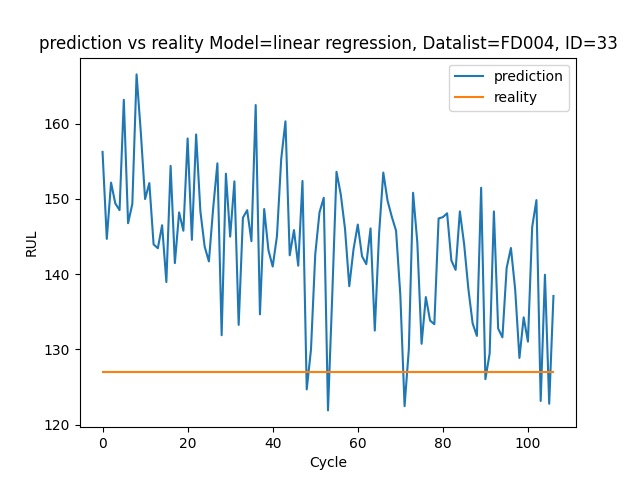 prediction vs reality Model=linear regression, Datalist=FD004, ID=33
prediction
reality
RUL
160
150
140
130
120
0 20 40 60 80 100
Cycle